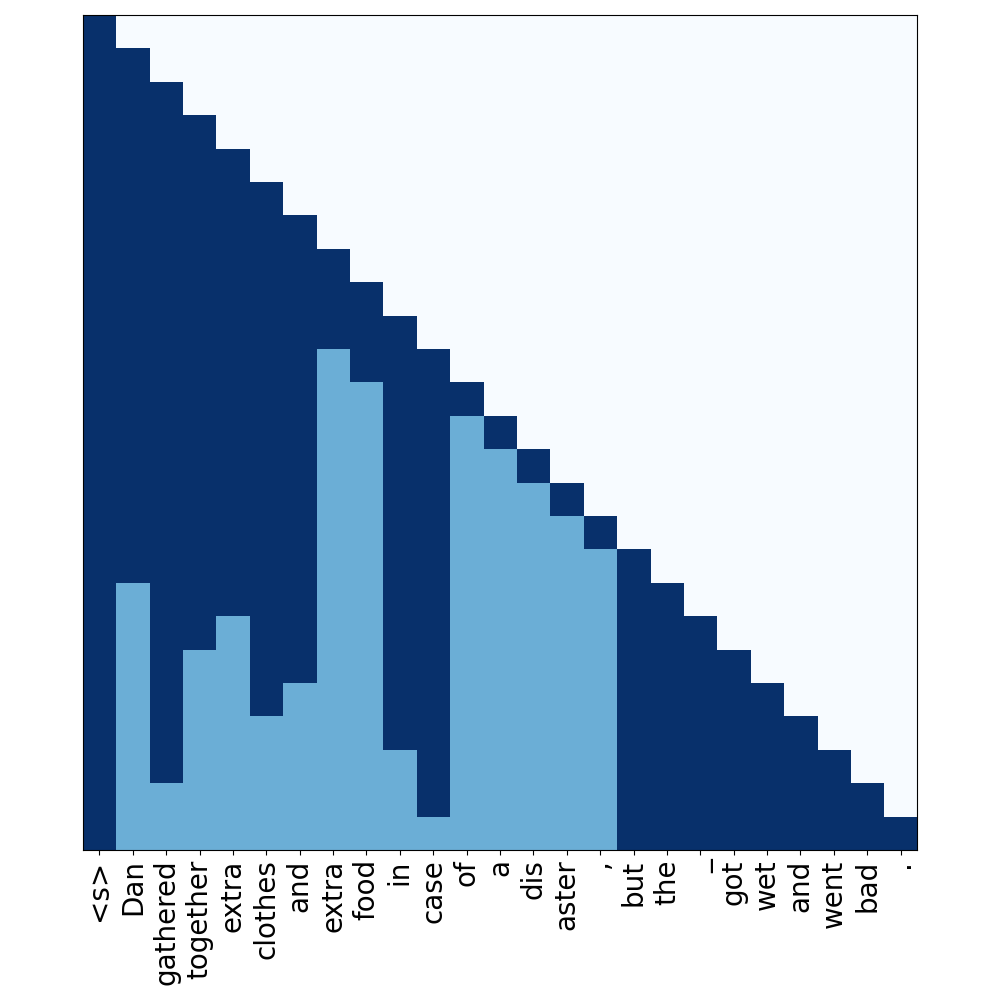 <s> Dan gathered together extra clothes and extra food in case of a dis aster , but the _ got wet and went bad .